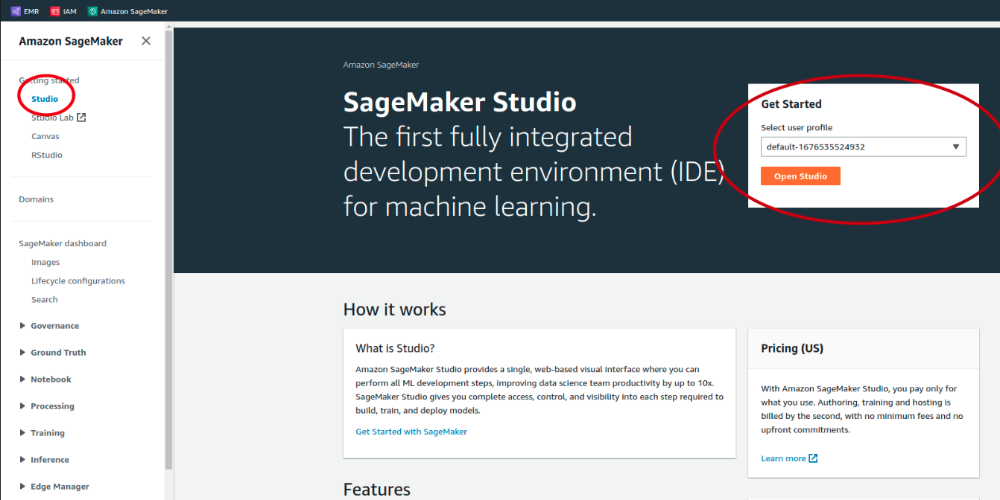 EMR IAM Amazon SageMaker
Amazon SageMaker
Getting started
Studio
Studio Lab
Canvas
RStudio
Domains
SageMaker dashboard
Images
Lifecycle configurations
Search
Governance
Ground Truth
Notebook
Processing
Training
Inference
Edge Manager
Amazon SageMaker
SageMaker Studio
The first fully integrated
development environment (IDE)
for machine learning.
Get Started
Select user profile
default-1676535524932
Open Studio
How it works
What is Studio?
Amazon SageMaker Studio provides a single, web-based visual interface where you can
perform all ML development steps, improving data science team productivity by up to 10x.
SageMaker Studio gives you complete access, control, and visibility into each step required to
build, train, and deploy models.
Get Started with SageMaker
Pricing (US)
With Amazon SageMaker Studio, you pay only for
what you use. Authoring, training and hosting is
billed by the second, with no minimum fees and no
upfront commitments.
Learn more
Features